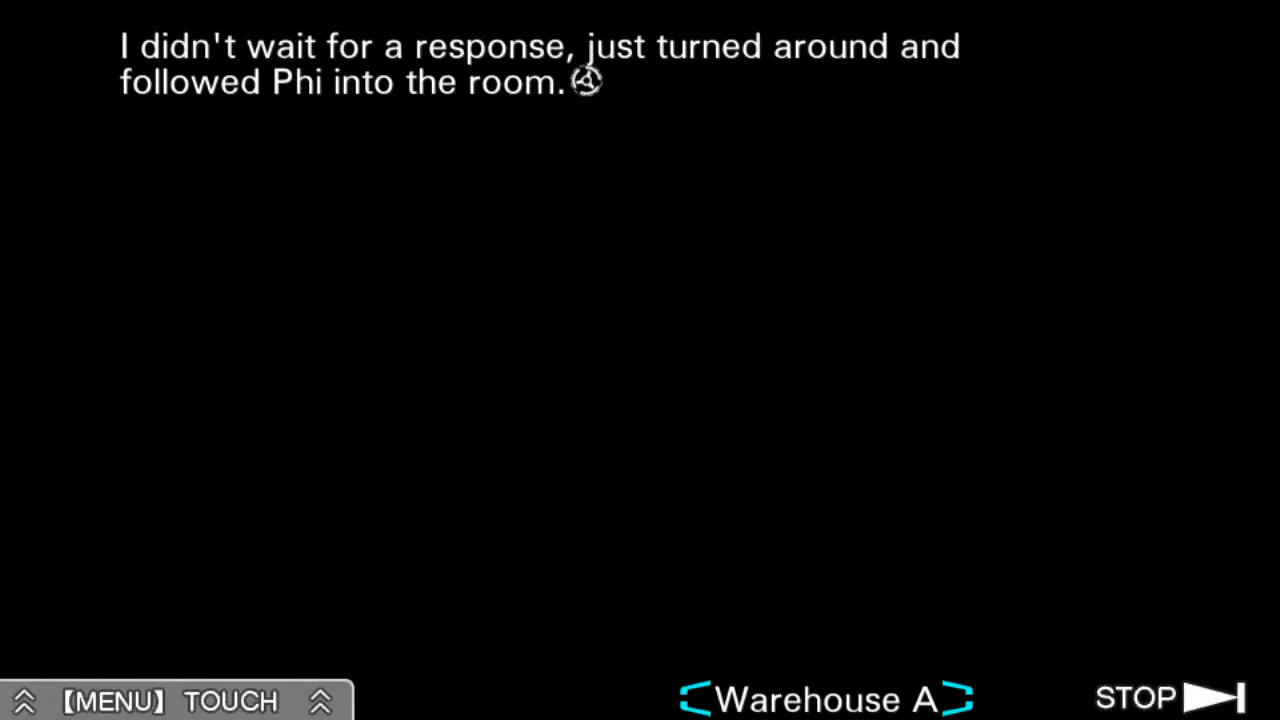 I didn't wait for a response, just turned around and
followed Phi into the room.
【MENU】 TOUCH
Warehouse A
STOP